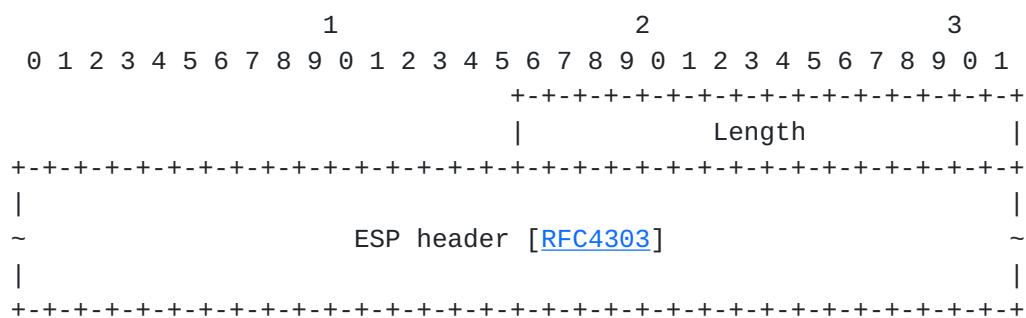 1                   2                   3
 0 1 2 3 4 5 6 7 8 9 0 1 2 3 4 5 6 7 8 9 0 1 2 3 4 5 6 7 8 9 0 1
                                +-+-+-+-+-+-+-+-+-+-+-+-+-+-+-+-+
                                |            Length             |
+-+-+-+-+-+-+-+-+-+-+-+-+-+-+-+-+-+-+-+-+-+-+-+-+-+-+-+-+-+-+-+-+
|                                                               |
~                     ESP header [RFC4303]                      ~
|                                                               |
+-+-+-+-+-+-+-+-+-+-+-+-+-+-+-+-+-+-+-+-+-+-+-+-+-+-+-+-+-+-+-+-+